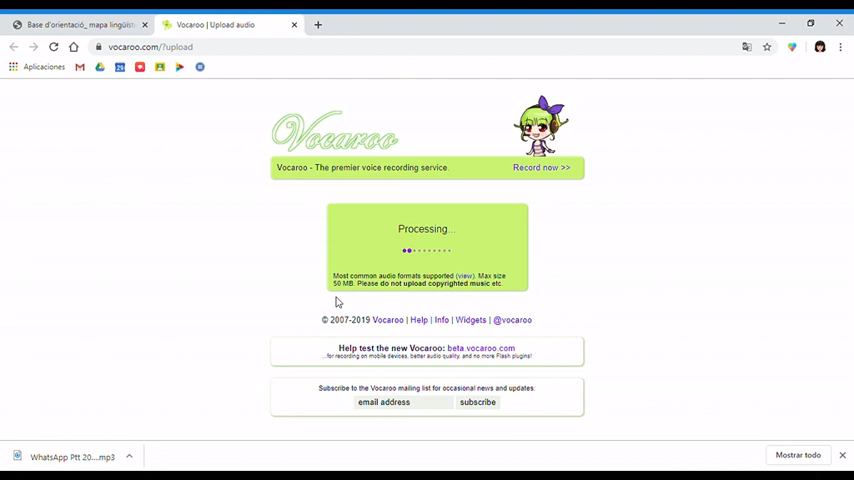 Base d'orientació_ mapa lingüíst
Vocaroo | Upload audio
vocaroo.com/?upload
Aplicaciones
Vocaroo
Vocaroo - The premier voice recording service.
Record now >>
Processing...
Most common audio formats supported (view). Max size
50 MB. Please do not upload copyrighted music etc.
© 2007-2019 Vocaroo | Help | Info | Widgets | @vocaroo
Help test the new Vocaroo: beta.vocaroo.com
...for recording on mobile devices, better audio quality, and no more Flash plugins!
Subscribe to the Vocaroo mailing list for occasional news and updates:
email address
subscribe
WhatsApp Ptt 20....mp3
Mostrar todo